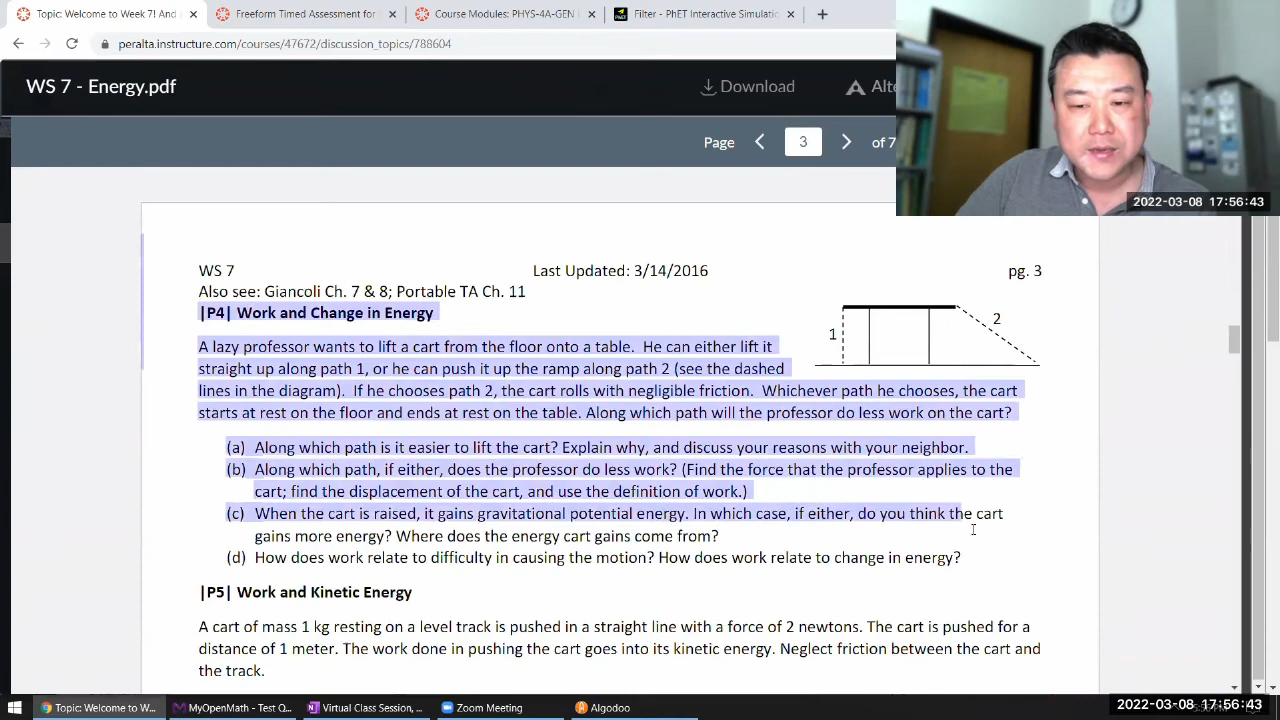 Topic: Welcome to Week 7! And
Freeform Timed Assessment for
Course Modules: PHYS-4A-GEN
Filter - PhET Interactive Simulatio
peralta.instructure.com/courses/47672/discussion_topics/788604
WS 7 - Energy.pdf
Download
Alte
Page
3
of 7
2022-03-08 17:56:43
WS 7
Last Updated: 3/14/2016
pg. 3
Also see: Giancoli Ch. 7 & 8; Portable TA Ch. 11
|P4| Work and Change in Energy
1
2
A lazy professor wants to lift a cart from the floor onto a table. He can either lift it
straight up along path 1, or he can push it up the ramp along path 2 (see the dashed
lines in the diagram). If he chooses path 2, the cart rolls with negligible friction. Whichever path he chooses, the cart
starts at rest on the floor and ends at rest on the table. Along which path will the professor do less work on the cart?
(a) Along which path is it easier to lift the cart? Explain why, and discuss your reasons with your neighbor.
(b) Along which path, if either, does the professor do less work? (Find the force that the professor applies to the
cart; find the displacement of the cart, and use the definition of work.)
(c) When the cart is raised, it gains gravitational potential energy. In which case, if either, do you think the cart
gains more energy? Where does the energy cart gains come from?
(d) How does work relate to difficulty in causing the motion? How does work relate to change in energy?
|P5| Work and Kinetic Energy
A cart of mass 1 kg resting on a level track is pushed in a straight line with a force of 2 newtons. The cart is pushed for a
distance of 1 meter. The work done in pushing the cart goes into its kinetic energy. Neglect friction between the cart and
the track.
Topic: Welcome to W...
MyOpenMath - Test Q...
Virtual Class Session, ...
Zoom Meeting
Algodoo
2022-03-08 17:56:43